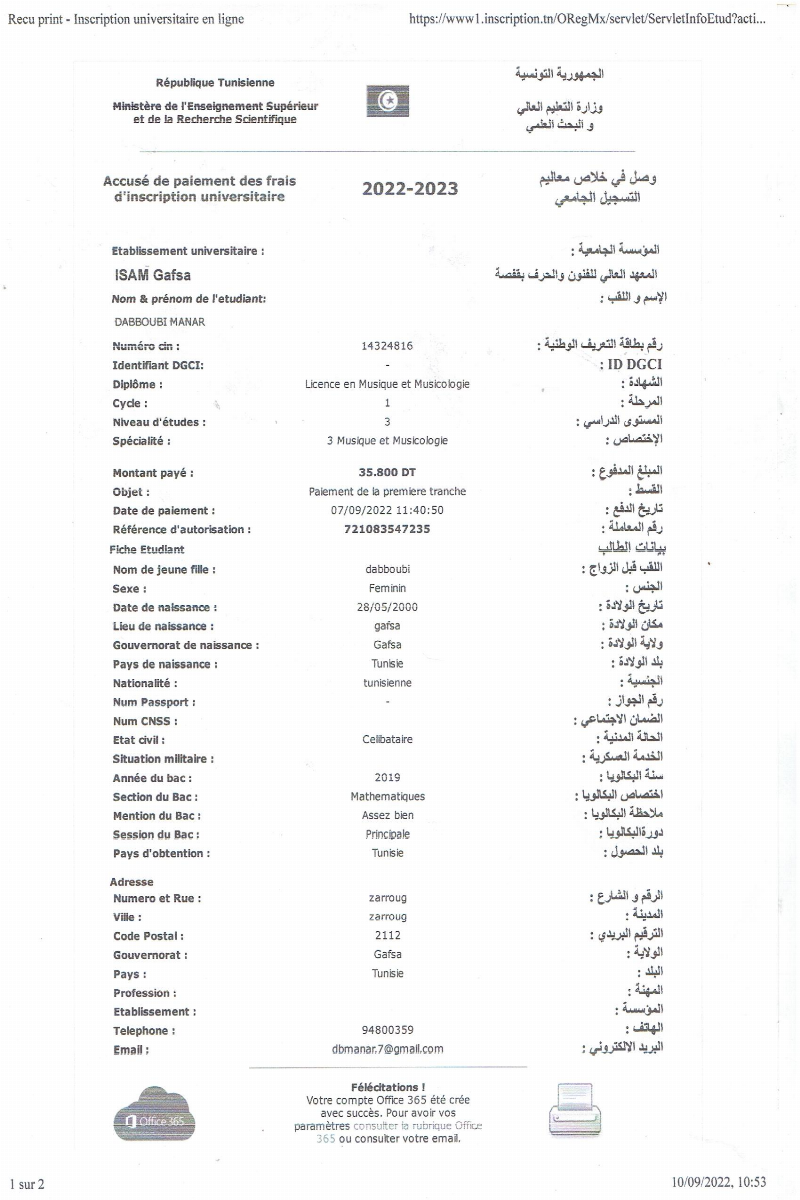 Recu print - Inscription universitaire en ligne https://www1.inscription.tn/ORegMx/servlet/ServletInfoEtud?acti...
République Tunisienne الجمهورية التونسية
Ministère de l'Enseignement Supérieur وزارة التعليم العالي
et de la Recherche Scientifique و البحث العلمي
Accusé de paiement des frais 2022-2023 وصل في خلاص معاليم
d'inscription universitaire التسجيل الجامعي
Etablissement universitaire : المؤسسة الجامعية :
ISAM Gafsa المعهد العالي للفنون والحرف بقفصة
Nom & prénom de l'etudiant: الإسم و اللقب :
DABBOUBI MANAR
Numéro cin : 14324816 رقم بطاقة التعريف الوطنية :
Identifiant DGCI: - ID DGCI :
Diplôme : Licence en Musique et Musicologie الشهادة :
Cycle : 1 المرحلة :
Niveau d'études : 3 المستوى الدراسي :
Spécialité : 3 Musique et Musicologie الإختصاص :
Montant payé : 35.800 DT المبلغ المدفوع :
Objet : Paiement de la premiere tranche القسط :
Date de paiement : 07/09/2022 11:40:50 تاريخ الدفع :
Référence d'autorisation : 721083547235 رقم المعاملة :
Fiche Etudiant بيانات الطالب
Nom de jeune fille : dabboubi اللقب قبل الزواج :
Sexe : Feminin الجنس :
Date de naissance : 28/05/2000 تاريخ الولادة :
Lieu de naissance : gafsa مكان الولادة :
Gouvernorat de naissance : Gafsa ولاية الولادة :
Pays de naissance : Tunisie بلد الولادة :
Nationalité : tunisienne الجنسية :
Num Passport : - رقم الجواز :
Num CNSS : الضمان الاجتماعي :
Etat civil : Celibataire الحالة المدنية :
Situation militaire : الخدمة العسكرية :
Année du bac : 2019 سنة البكالويا :
Section du Bac : Mathematiques اختصاص البكالويا :
Mention du Bac : Assez bien ملاحظة البكالويا :
Session du Bac : Principale دورةالبكالويا :
Pays d'obtention : Tunisie بلد الحصول :
Adresse
Numero et Rue : zarroug الرقم و الشارع :
Ville : zarroug المدينة :
Code Postal : 2112 الترقيم البريدي :
Gouvernorat : Gafsa الولاية :
Pays : Tunisie البلد :
Profession : المهنة :
Etablissement : المؤسسة :
Telephone : 94800359 الهاتف :
Email : dbmanar.7@gmail.com البريد الالكتروني :
Félécitations !
Votre compte Office 365 été crée
avec succès. Pour avoir vos
paramètres consulter la rubrique Office
365 ou consulter votre email.
Office 365
1 sur 2 10/09/2022, 10:53